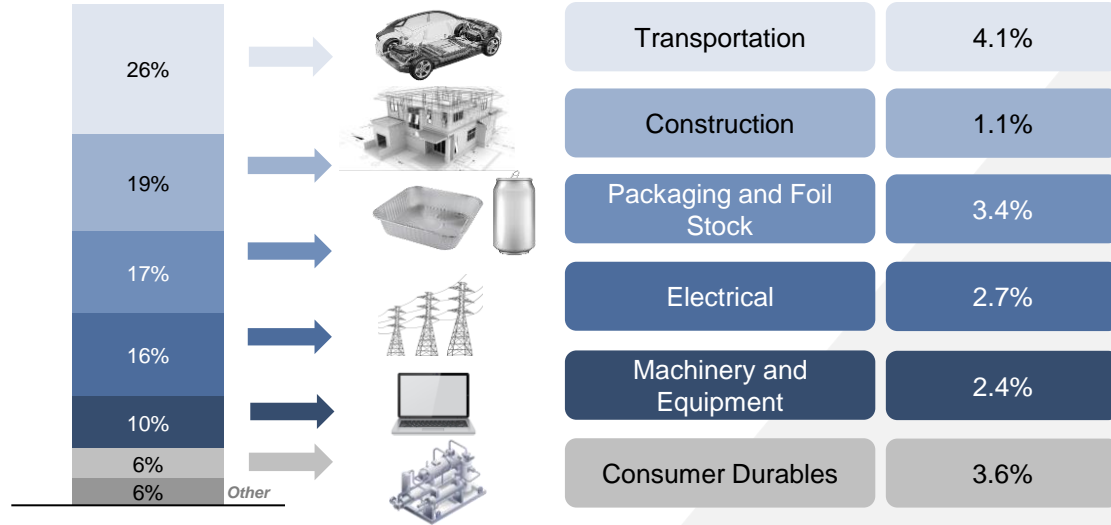 26%
19%
17%
16%
10%
6%
6%
Other
Transportation
4.1%
Construction
1.1%
Packaging and Foil
Stock
3.4%
Electrical
2.7%
Machinery and
Equipment
2.4%
Consumer Durables
3.6%